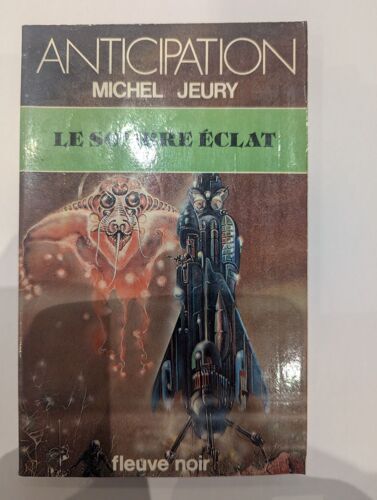 ANTICIPATION
MICHEL JEURY
LE SOMBRE ÉCLAT
fleuve noir